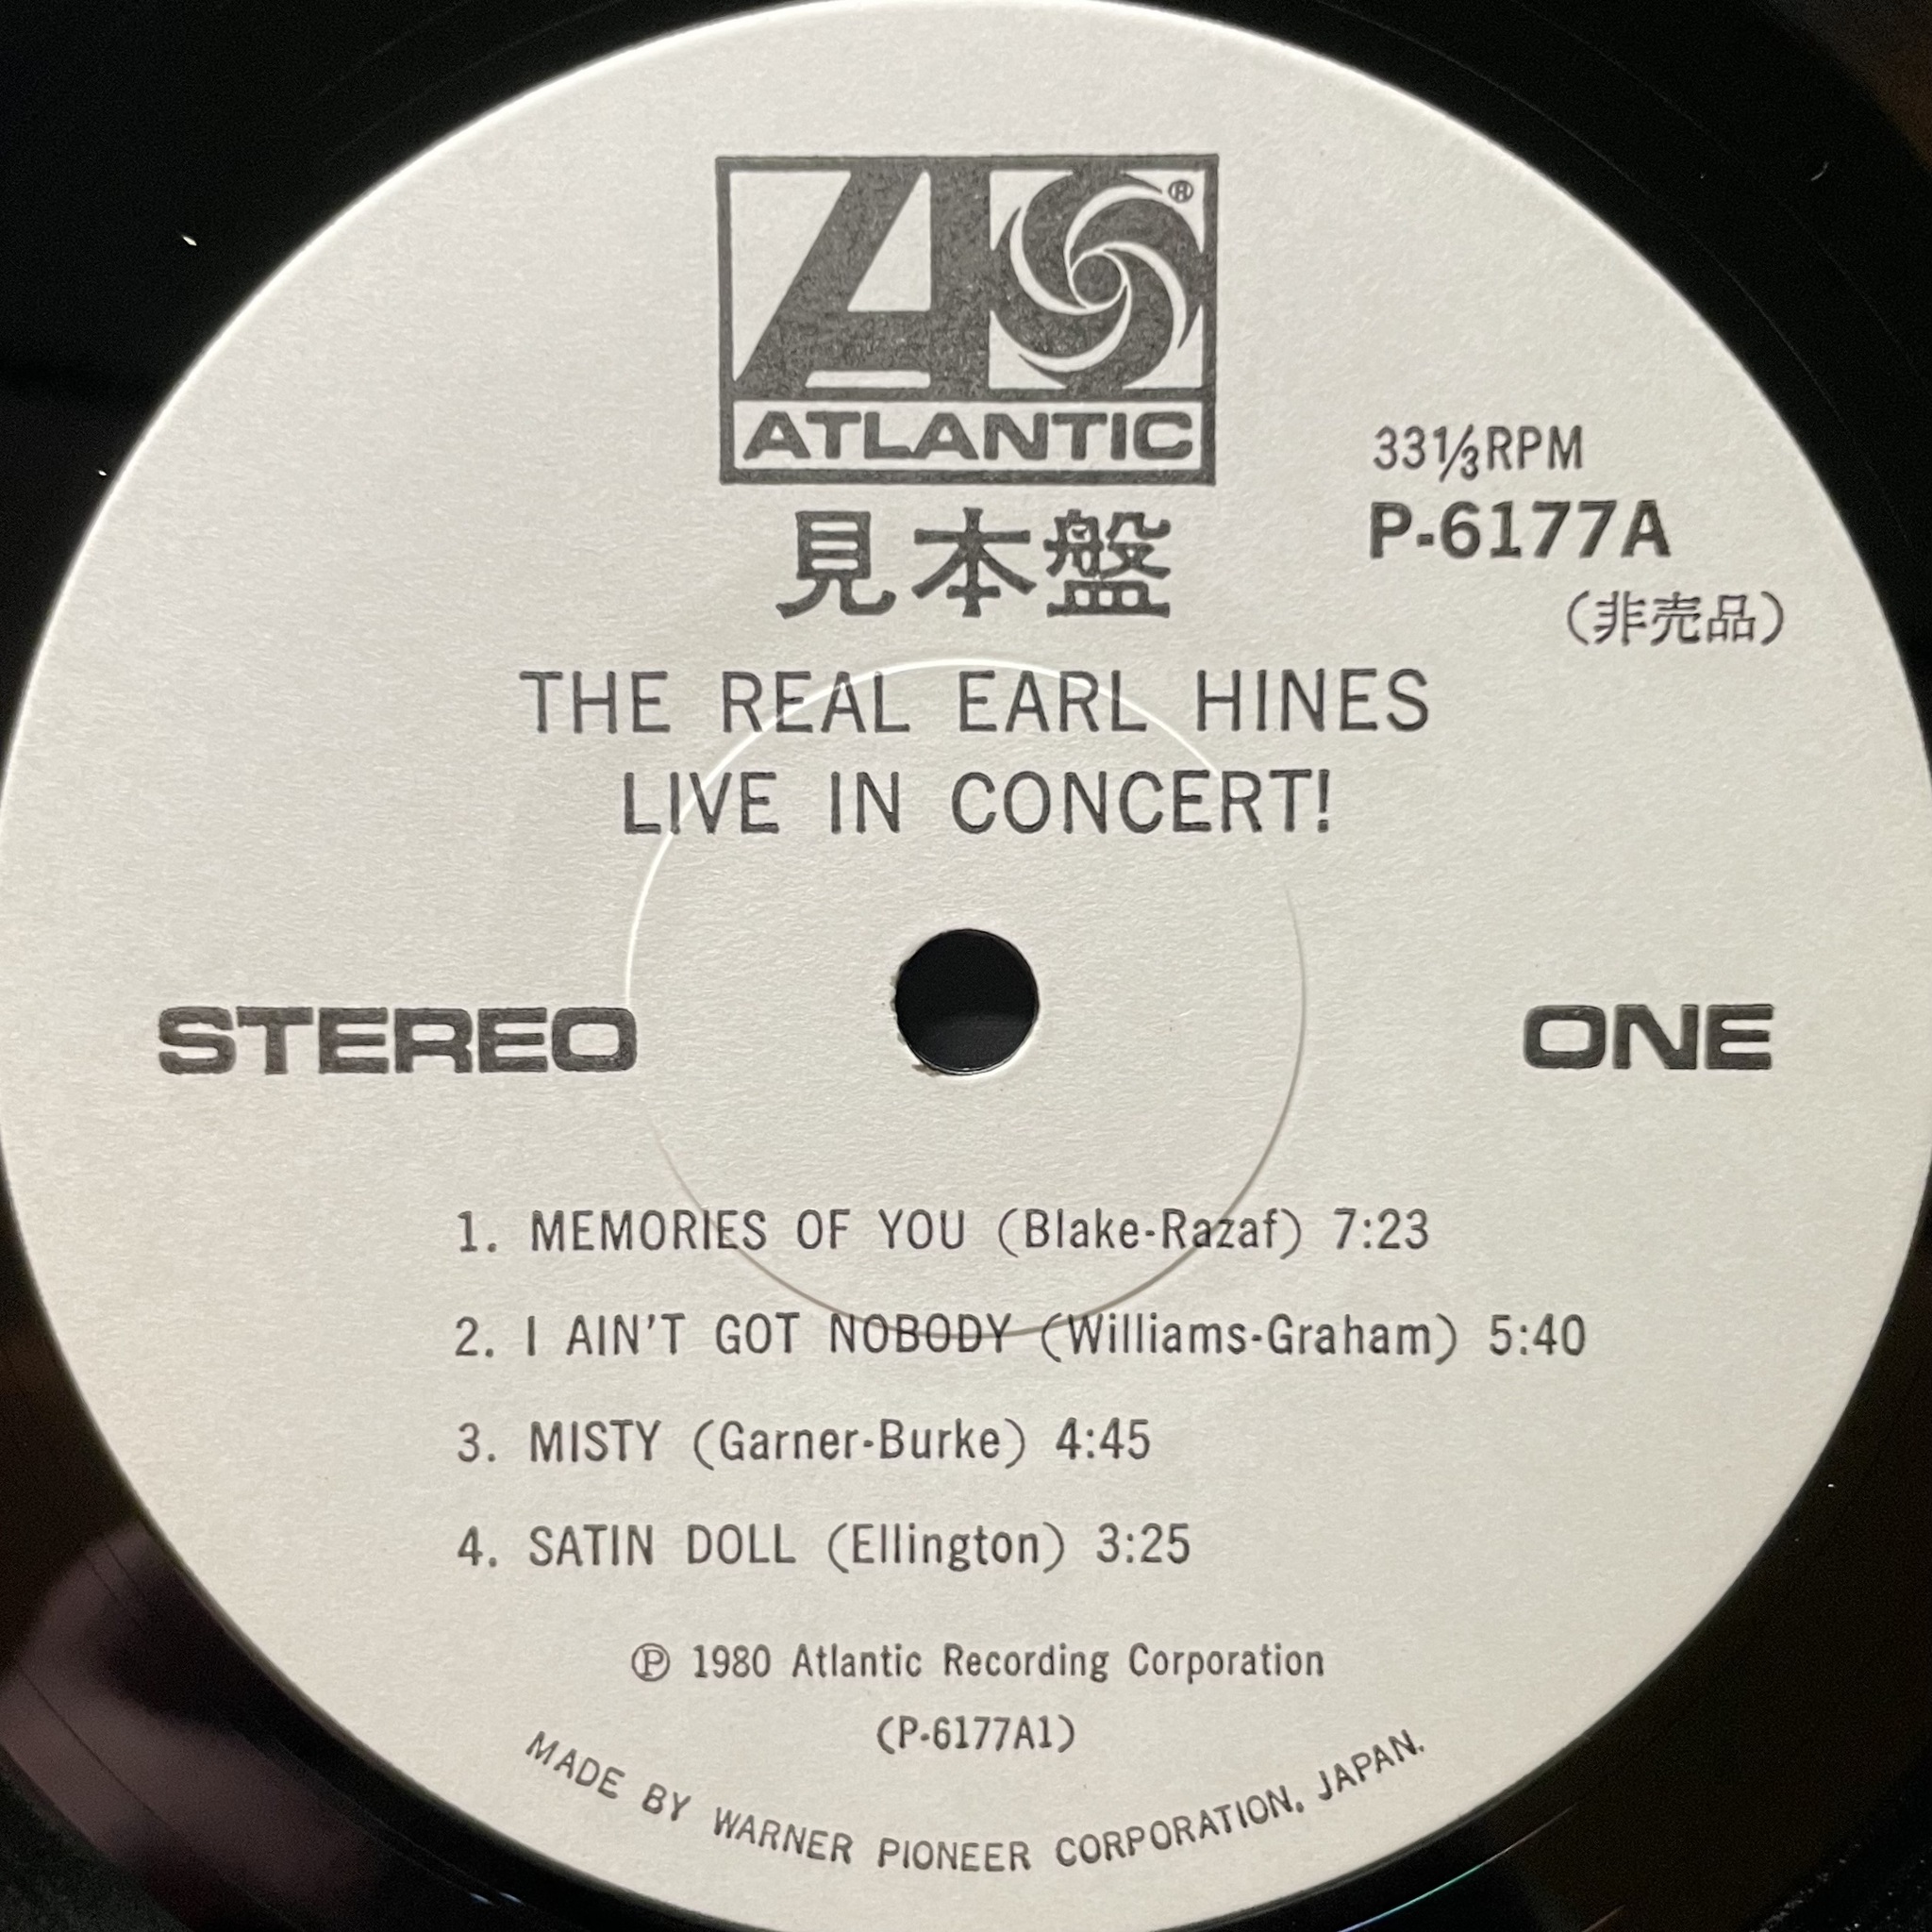 ®
ATLANTIC
33⅓RPM
P-6177A
見本盤
（非売品）
THE REAL EARL HINES
LIVE IN CONCERT!
STEREO
ONE
1. MEMORIES OF YOU (Blake-Razaf) 7:23
2. I AIN'T GOT NOBODY (Williams-Graham) 5:40
3. MISTY (Garner-Burke) 4:45
4. SATIN DOLL (Ellington) 3:25
℗ 1980 Atlantic Recording Corporation
(P-6177A1)
MADE BY WARNER PIONEER CORPORATION, JAPAN.